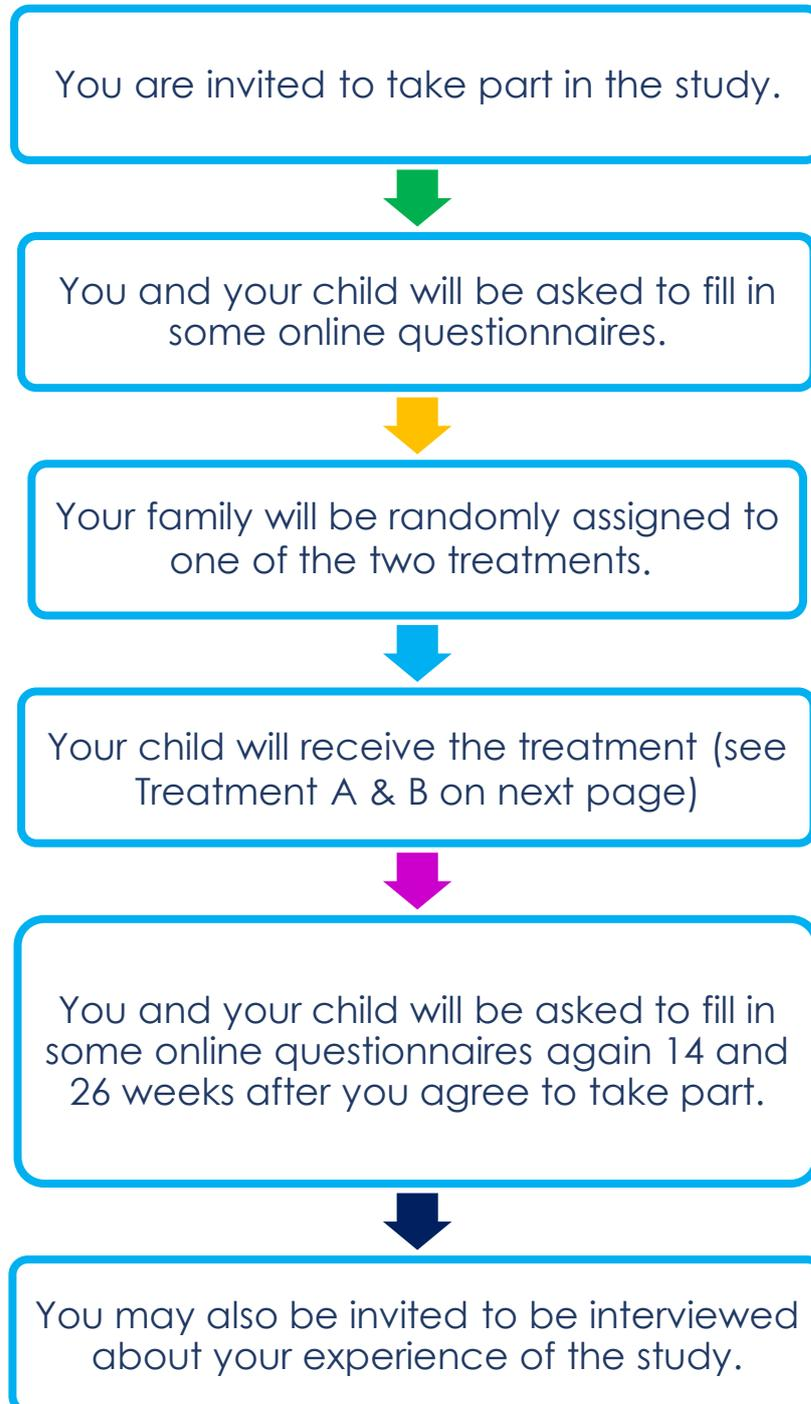 You are invited to take part in the study.
You and your child will be asked to fill in
some online questionnaires.
Your family will be randomly assigned to
one of the two treatments.
Your child will receive the treatment (see
Treatment A & B on next page)
You and your child will be asked to fill in
some online questionnaires again 14 and
26 weeks after you agree to take part.
You may also be invited to be interviewed
about your experience of the study.